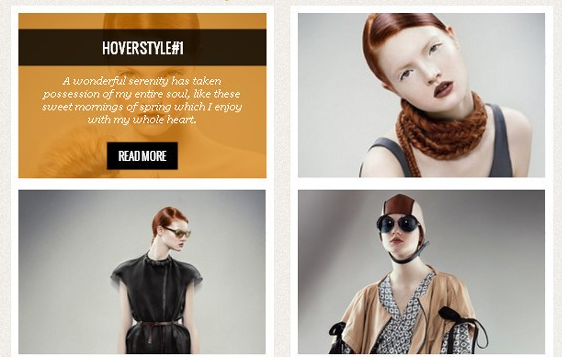 HOVERSTYLE#1
A wonderful serenity has taken
possession of my entire soul, like these
sweet mornings of spring which I enjoy
with my whole heart.
READ MORE